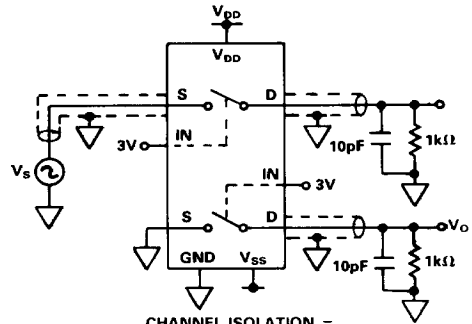 V_DD
V_DD
S
D
IN
3V
10pF
1kΩ
V_S
IN
3V
S
D
V_O
GND
V_SS
10pF
1kΩ
CHANNEL ISOLATION =